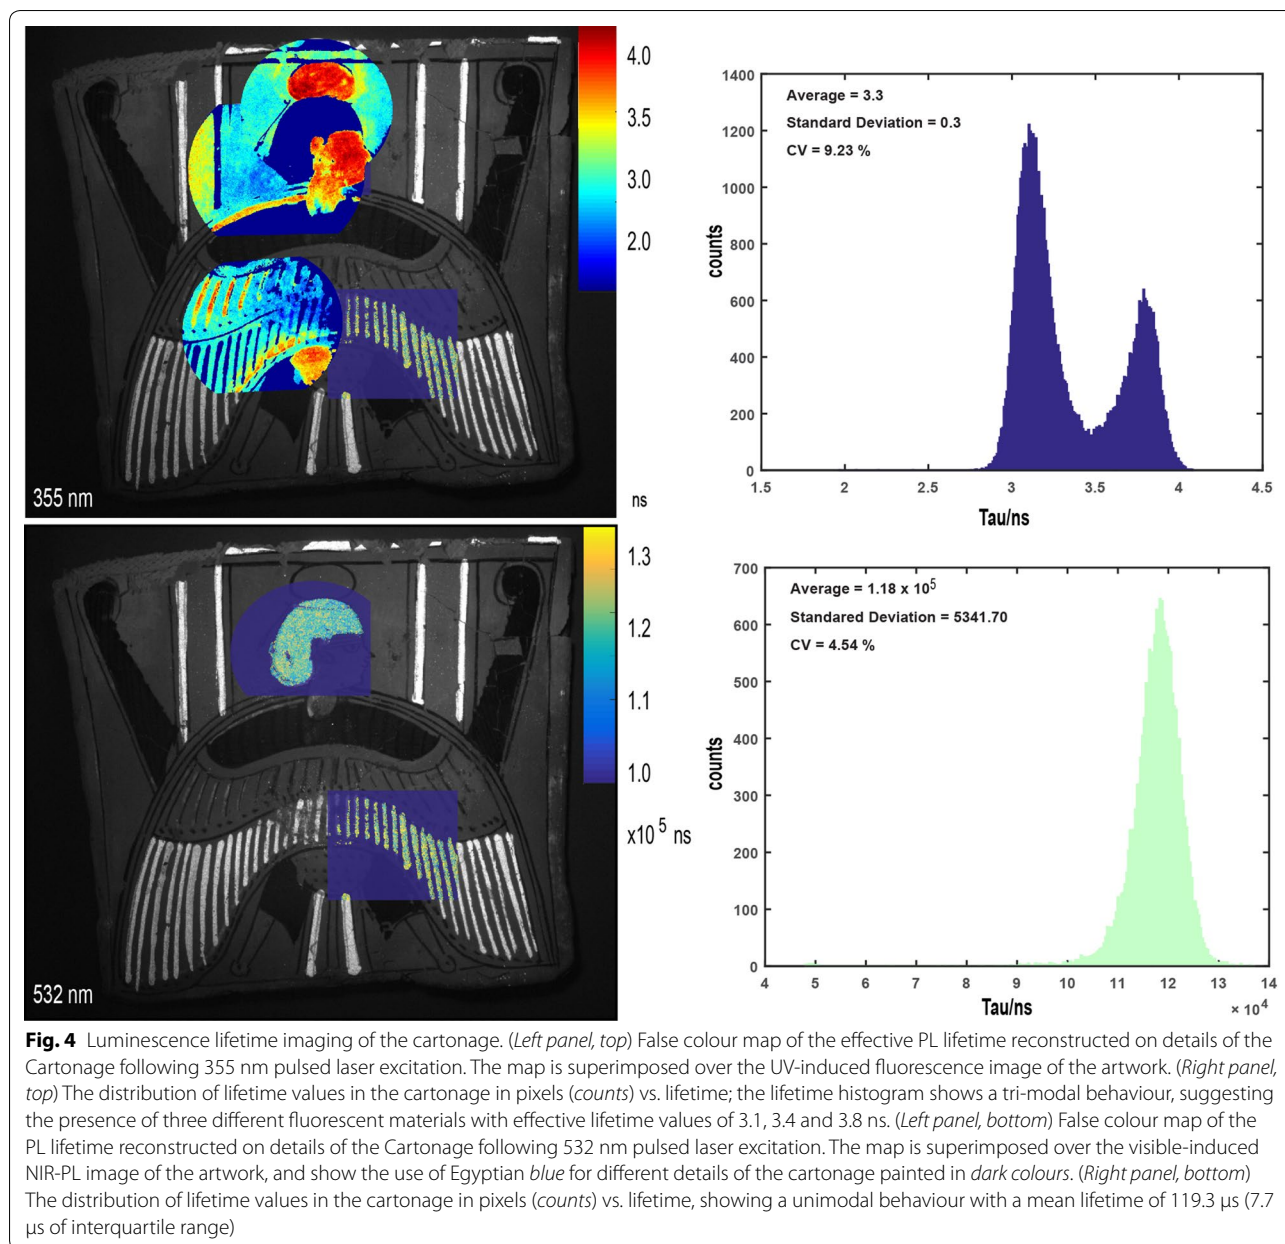 4.0
3.5
3.0
2.0
ns
355 nm
1400
1200
1000
800
600
400
200
0
counts
Average = 3.3
Standard Deviation = 0.3
CV = 9.23 %
1.5 2 2.5 3 3.5 4 4.5
Tau/ns
1.3
1.2
1.1
1.0
x10 5 ns
532 nm
700
600
500
400
300
200
100
0
counts
Average = 1.18 x 10^5
Standared Deviation = 5341.70
CV = 4.54 %
4 5 6 7 8 9 10 11 12 13 14
Tau/ns
× 10^4
Fig. 4 Luminescence lifetime imaging of the cartonage. (Left panel, top) False colour map of the effective PL lifetime reconstructed on details of the
Cartonage following 355 nm pulsed laser excitation. The map is superimposed over the UV-induced fluorescence image of the artwork. (Right panel,
top) The distribution of lifetime values in the cartonage in pixels (counts) vs. lifetime; the lifetime histogram shows a tri-modal behaviour, suggesting
the presence of three different fluorescent materials with effective lifetime values of 3.1, 3.4 and 3.8 ns. (Left panel, bottom) False colour map of the
PL lifetime reconstructed on details of the Cartonage following 532 nm pulsed laser excitation. The map is superimposed over the visible-induced
NIR-PL image of the artwork, and show the use of Egyptian blue for different details of the cartonage painted in dark colours. (Right panel, bottom)
The distribution of lifetime values in the cartonage in pixels (counts) vs. lifetime, showing a unimodal behaviour with a mean lifetime of 119.3 µs (7.7
µs of interquartile range)